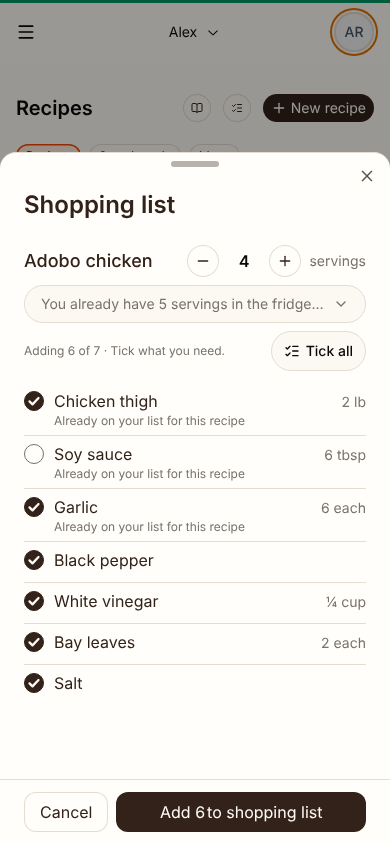 Alex
AR
Recipes
New recipe
Shopping list
Adobo chicken
4
servings
You already have 5 servings in the fridge...
Adding 6 of 7 · Tick what you need.
Tick all
Chicken thigh
2 lb
Already on your list for this recipe
Soy sauce
6 tbsp
Already on your list for this recipe
Garlic
6 each
Already on your list for this recipe
Black pepper
White vinegar
¼ cup
Bay leaves
2 each
Salt
Cancel
Add 6 to shopping list